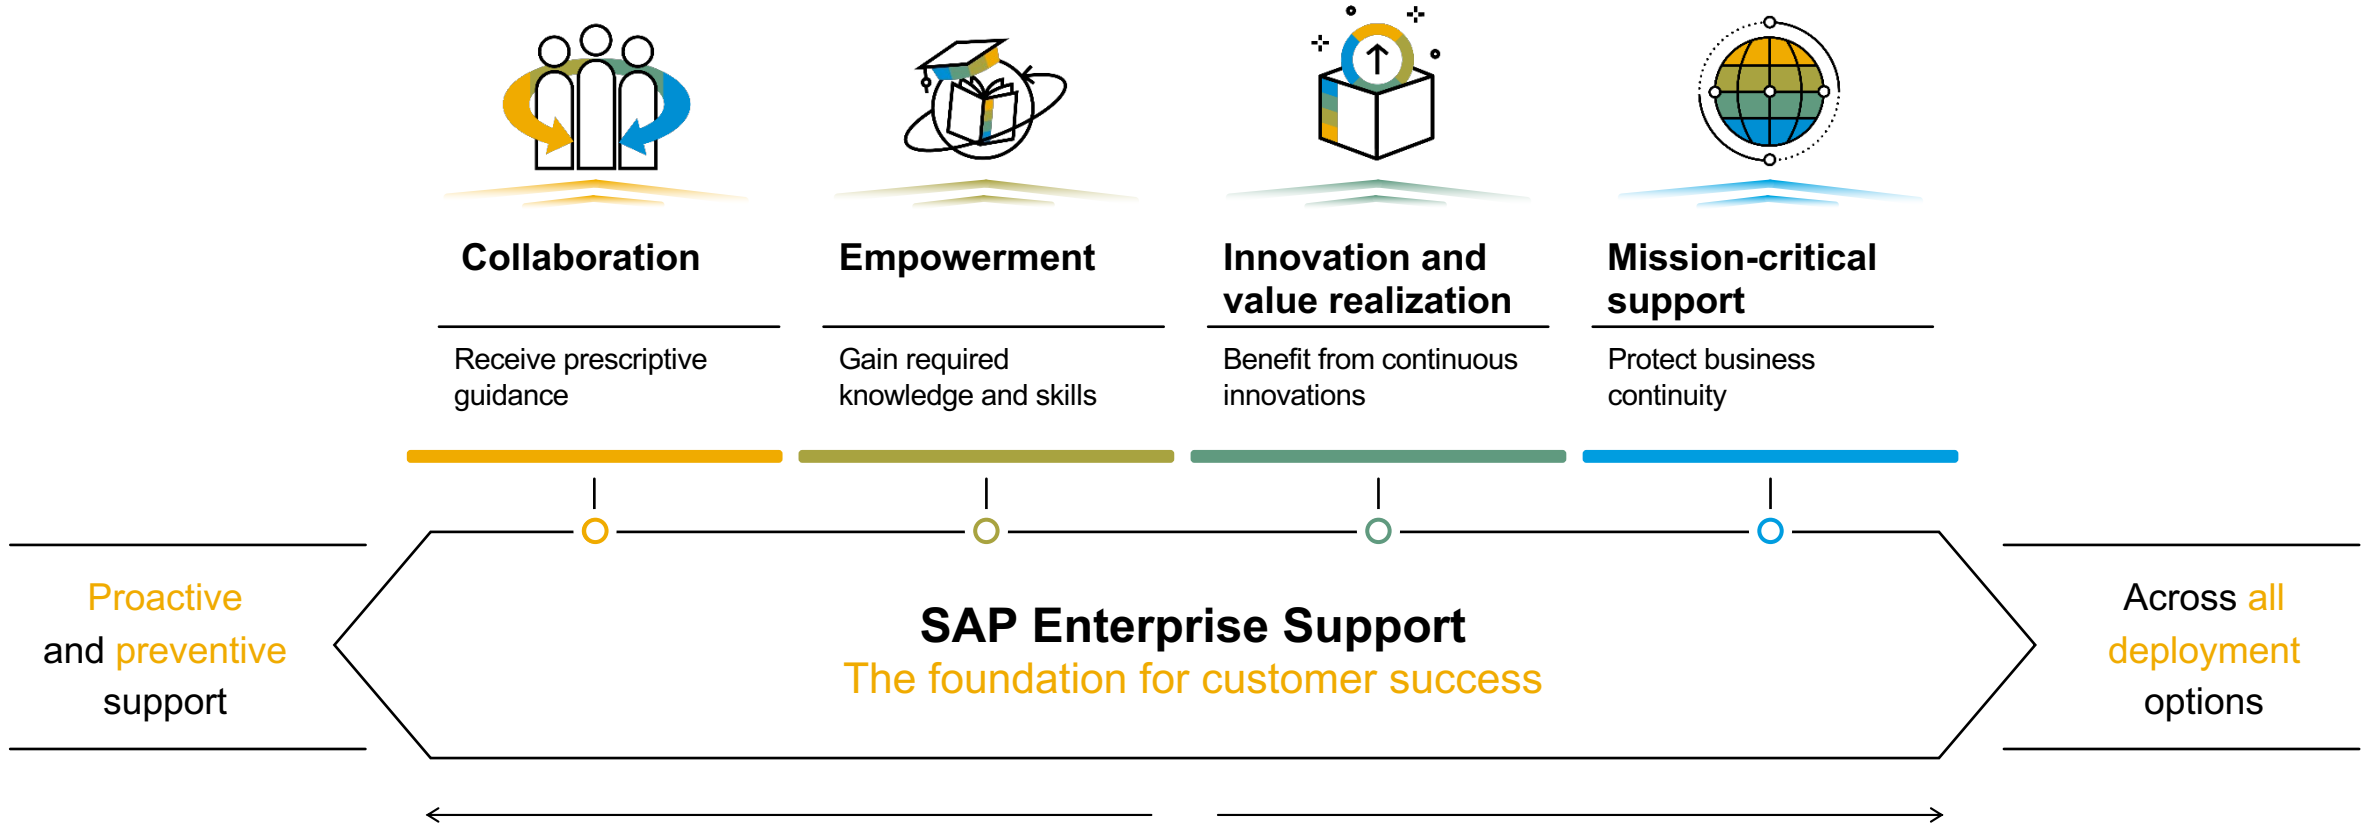 Collaboration
Receive prescriptive
guidance
Empowerment
Gain required
knowledge and skills
Innovation and
value realization
Benefit from continuous
innovations
Mission-critical
support
Protect business
continuity
Proactive
and preventive
support
SAP Enterprise Support
The foundation for customer success
Across all
deployment
options